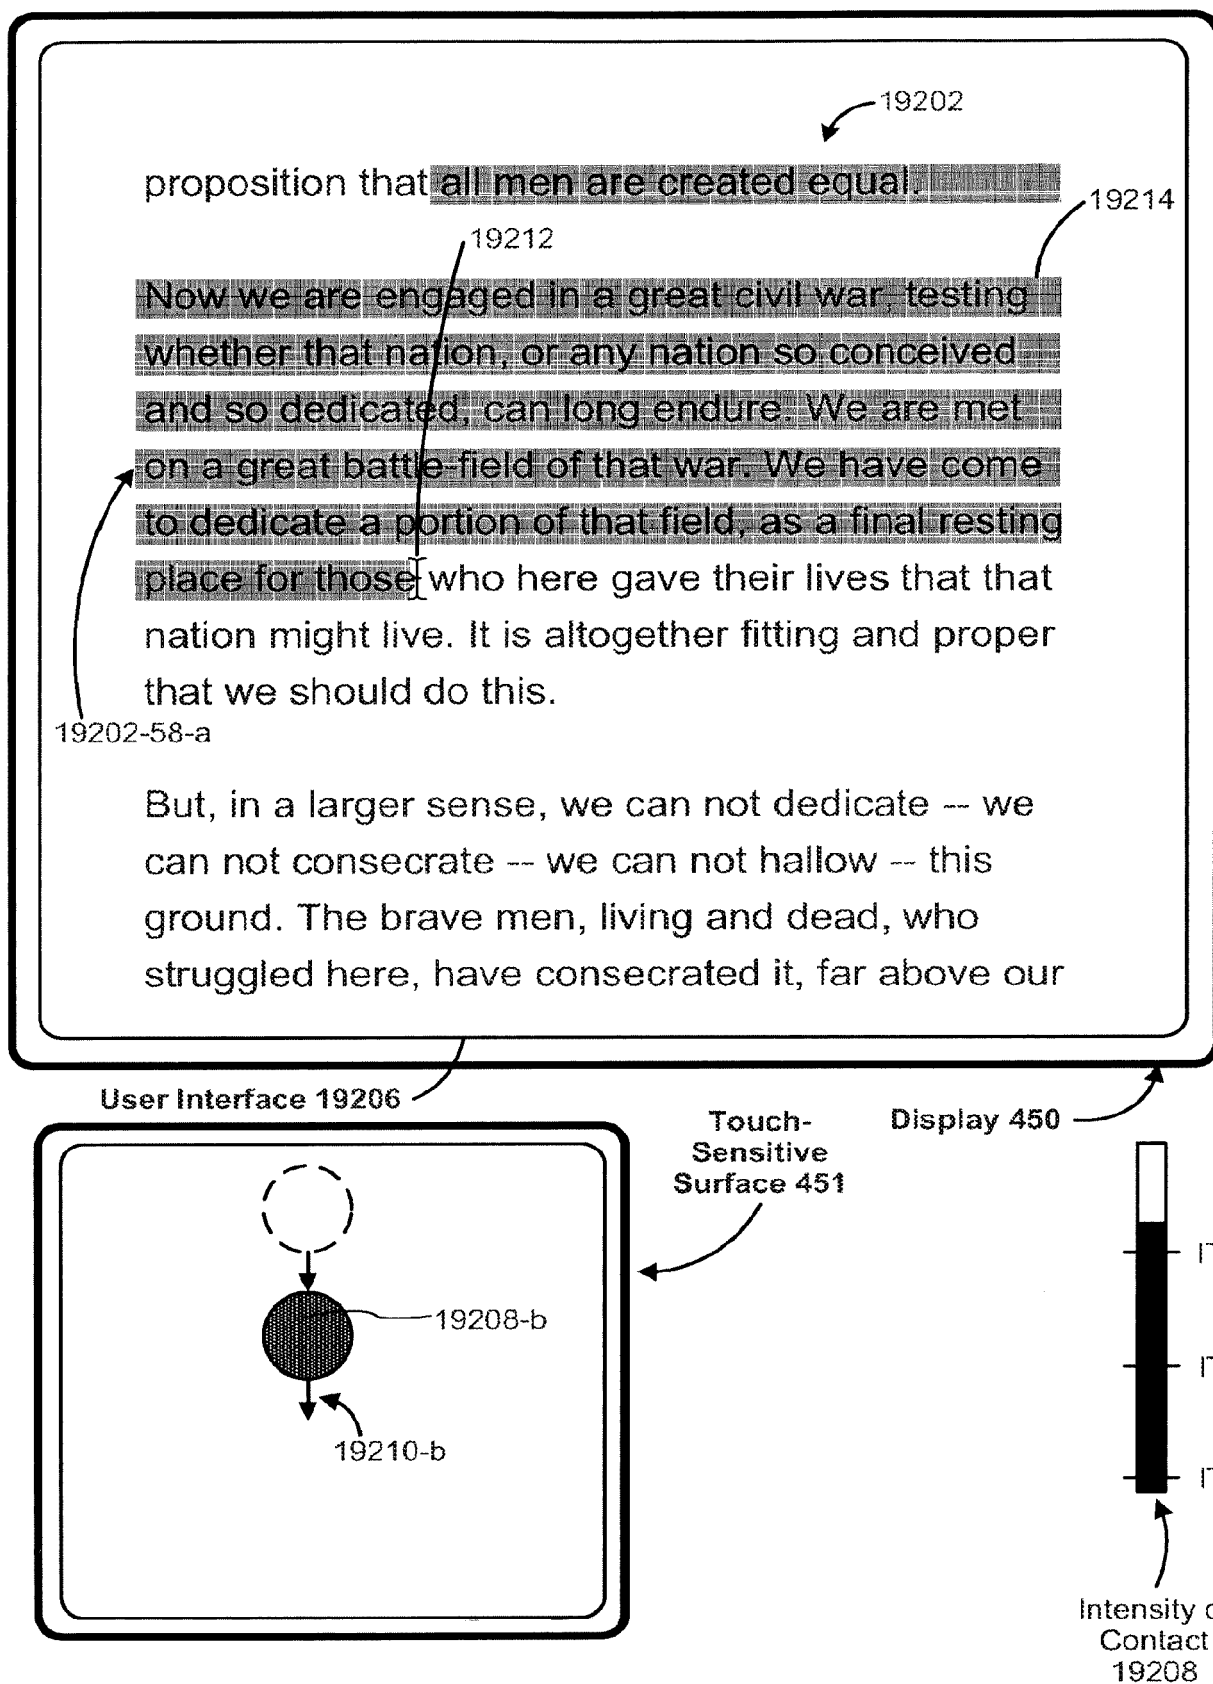 19202
proposition that all men are created equal.
19214
19212
Now we are engaged in a great civil war, testing
whether that nation, or any nation so conceived
and so dedicated, can long endure. We are met
on a great battle-field of that war. We have come
to dedicate a portion of that field, as a final resting
place for those who here gave their lives that that
nation might live. It is altogether fitting and proper
that we should do this.
19202-58-a
But, in a larger sense, we can not dedicate -- we
can not consecrate -- we can not hallow -- this
ground. The brave men, living and dead, who
struggled here, have consecrated it, far above our
User Interface 19206
Touch-
Sensitive
Surface 451
Display 450
19208-b
19210-b
Intensity
Contact
19208